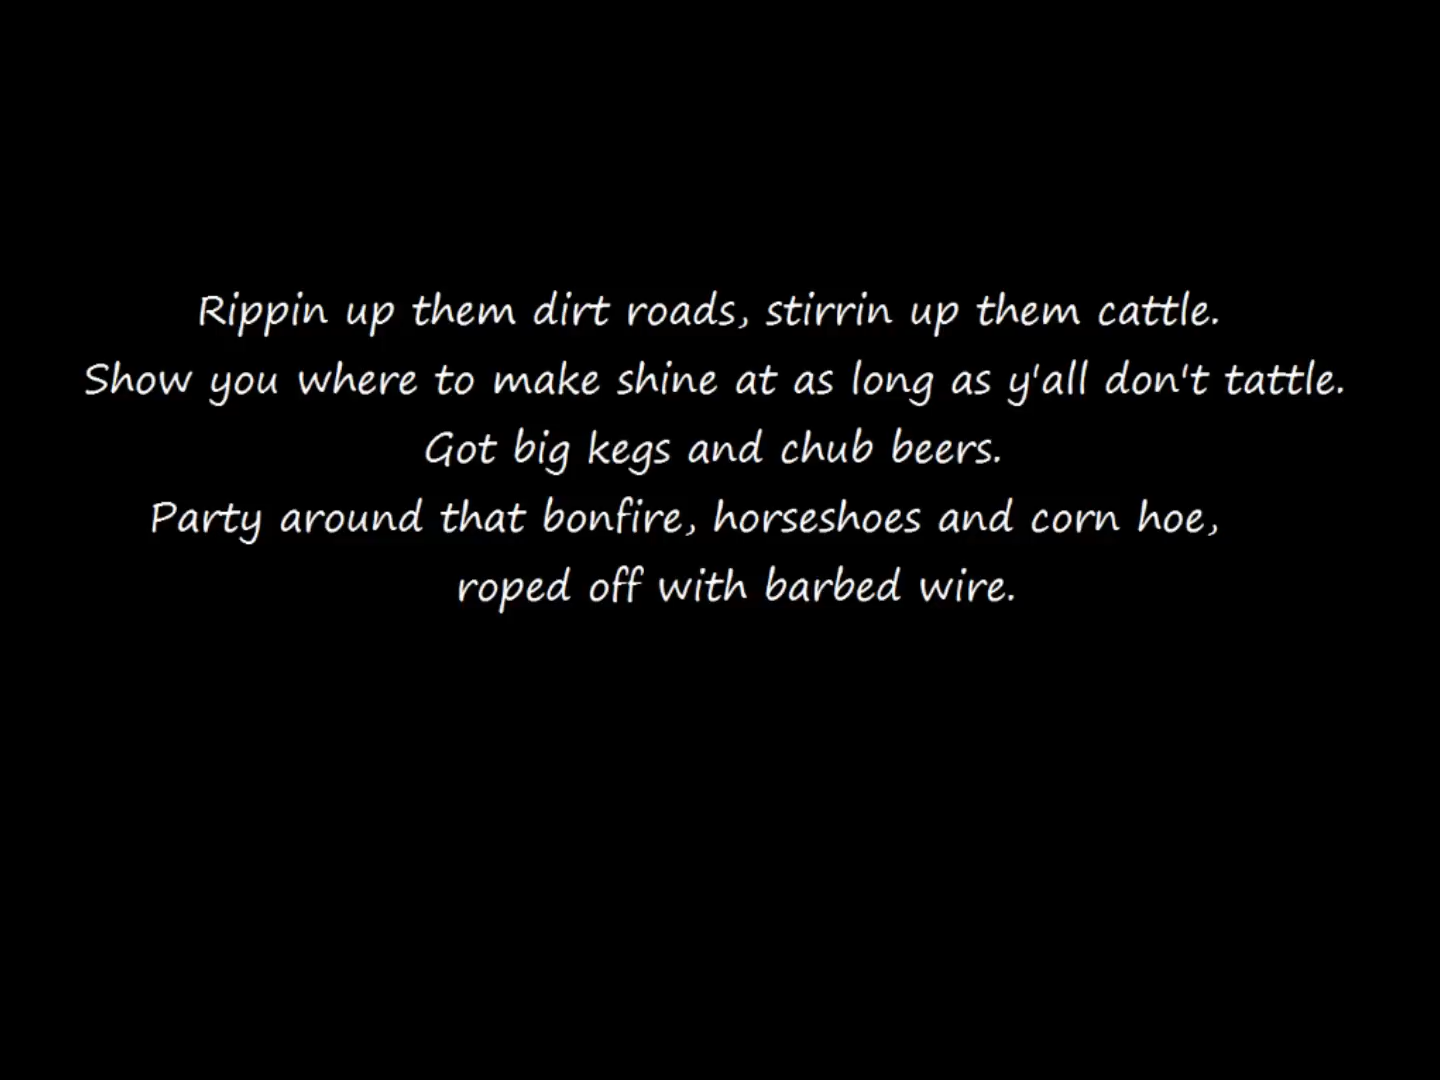 Rippin up them dirt roads, stirrin up them cattle.
Show you where to make shine at as long as y'all don't tattle.
Got big kegs and chub beers.
Party around that bonfire, horseshoes and corn hoe,
roped off with barbed wire.